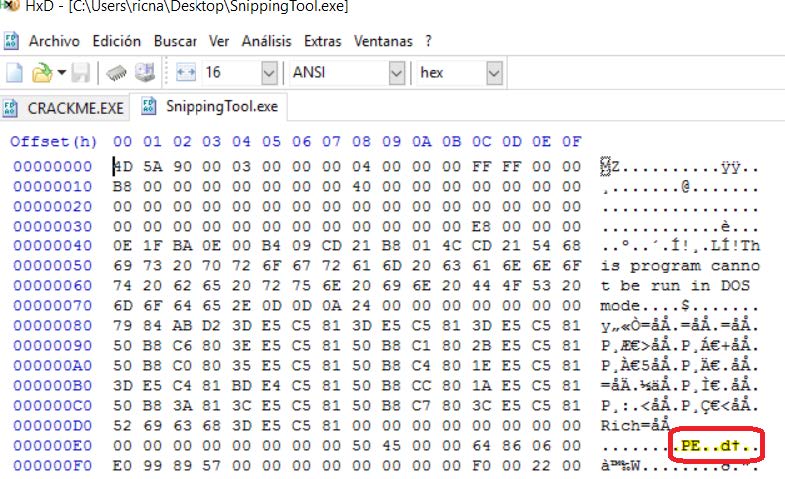 HxD - [C:\Users\ricna\Desktop\SnippingTool.exe]
Archivo Edición Buscar Ver Análisis Extras Ventanas ?
16 ANSI hex
CRACKME.EXE SnippingTool.exe
Offset(h) 00 01 02 03 04 05 06 07 08 09 0A 0B 0C 0D 0E 0F
00000000 4D 5A 90 00 03 00 00 00 04 00 00 00 FF FF 00 00 MZ..........ÿÿ..
00000010 B8 00 00 00 00 00 00 00 40 00 00 00 00 00 00 00 ¸.......@.......
00000020 00 00 00 00 00 00 00 00 00 00 00 00 00 00 00 00 ................
00000030 00 00 00 00 00 00 00 00 00 00 00 00 E8 00 00 00 ............è...
00000040 0E 1F BA 0E 00 B4 09 CD 21 B8 01 4C CD 21 54 68 ..º..´.Í!¸.LÍ!Th
00000050 69 73 20 70 72 6F 67 72 61 6D 20 63 61 6E 6E 6F is program canno
00000060 74 20 62 65 20 72 75 6E 20 69 6E 20 44 4F 53 20 t be run in DOS
00000070 6D 6F 64 65 2E 0D 0D 0A 24 00 00 00 00 00 00 00 mode....$.......
00000080 79 84 AB D2 3D E5 C5 81 3D E5 C5 81 3D E5 C5 81 y„«Ò=åÅ.=åÅ.=åÅ.
00000090 50 B8 C6 80 3E E5 C5 81 50 B8 C1 80 2B E5 C5 81 P¸Æ€>åÅ.P¸Á€+åÅ.
000000A0 50 B8 C0 80 35 E5 C5 81 50 B8 C4 80 1E E5 C5 81 P¸À€5åÅ.P¸Ä€.åÅ.
000000B0 3D E5 C4 81 BD E4 C5 81 50 B8 CC 80 1A E5 C5 81 =åÄ.½äÅ.P¸Ì€.åÅ.
000000C0 50 B8 3A 81 3C E5 C5 81 50 B8 C7 80 3C E5 C5 81 P¸:.<åÅ.P¸Ç€<åÅ.
000000D0 52 69 63 68 3D E5 C5 81 00 00 00 00 00 00 00 00 Rich=åÅ.........
000000E0 00 00 00 00 00 00 00 00 50 45 00 00 64 86 06 00 ........PE..d†..
000000F0 E0 99 89 57 00 00 00 00 00 00 00 00 F0 00 22 00 à™‰W........ð.".